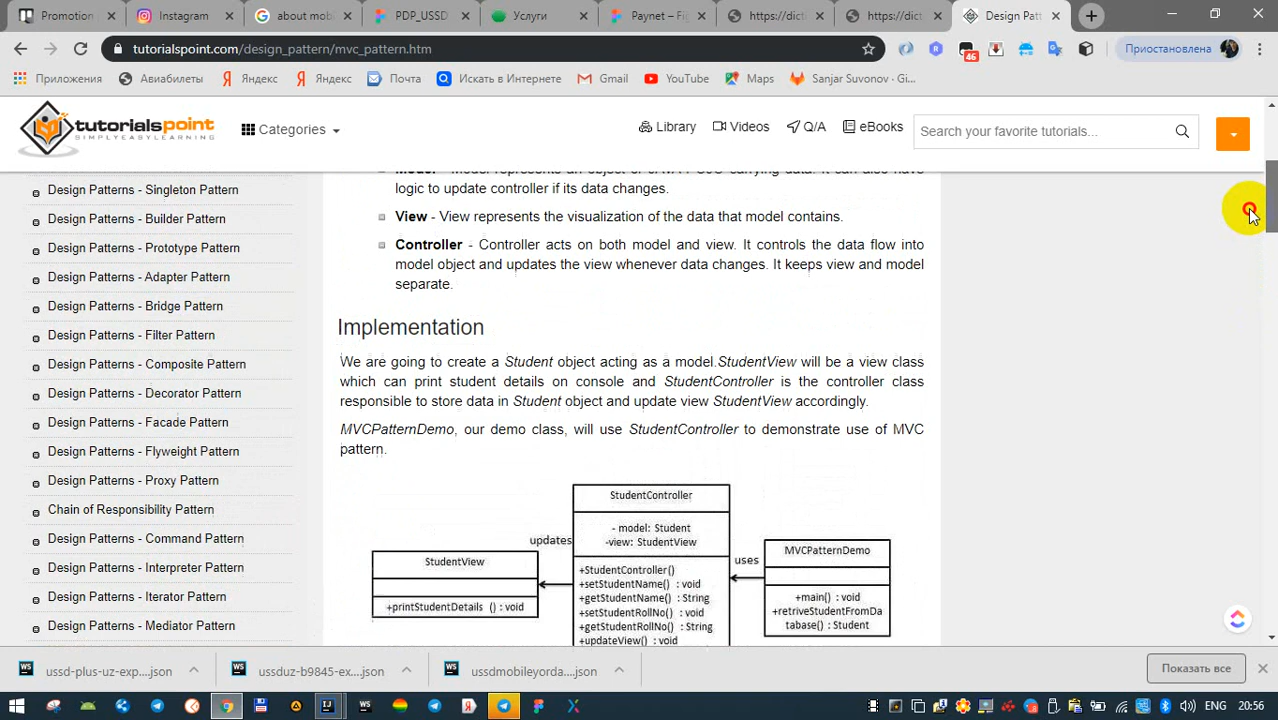 Promotion
Instagram
about mobi
PDP_USSD
Услуги
Paynet – Fig
https://dicti
https://dict
Design Patt
tutorialspoint.com/design_pattern/mvc_pattern.htm
46
Приостановлена
Приложения
Авиабилеты
Яндекс
Яндекс
Почта
Искать в Интернете
Gmail
YouTube
Maps
Sanjar Suvonov · Gi...
tutorialspoint
SIMPLYEASYLEARNING
Categories
Library
Videos
Q/A
eBooks
Search your favorite tutorials...
Design Patterns - Singleton Pattern
Design Patterns - Builder Pattern
Design Patterns - Prototype Pattern
Design Patterns - Adapter Pattern
Design Patterns - Bridge Pattern
Design Patterns - Filter Pattern
Design Patterns - Composite Pattern
Design Patterns - Decorator Pattern
Design Patterns - Facade Pattern
Design Patterns - Flyweight Pattern
Design Patterns - Proxy Pattern
Chain of Responsibility Pattern
Design Patterns - Command Pattern
Design Patterns - Interpreter Pattern
Design Patterns - Iterator Pattern
Design Patterns - Mediator Pattern
logic to update controller if its data changes.
View - View represents the visualization of the data that model contains.
Controller - Controller acts on both model and view. It controls the data flow into
model object and updates the view whenever data changes. It keeps view and model
separate.
Implementation
We are going to create a Student object acting as a model.StudentView will be a view class
which can print student details on console and StudentController is the controller class
responsible to store data in Student object and update view StudentView accordingly.
MVCPatternDemo, our demo class, will use StudentController to demonstrate use of MVC
pattern.
StudentController
- model: Student
-view: StudentView
+StudentController()
+setStudentName() : void
+getStudentName() : String
+setStudentRollNo() : void
+getStudentRollNo() : String
+updateView() : void
updates
StudentView
+printStudentDetails () : void
uses
MVCPatternDemo
+main() : void
+retriveStudentFromDa
tabase() : Student
ussd-plus-uz-exp....json
ussduz-b9845-ex....json
ussdmobileyorda....json
Показать все
ENG
20:56